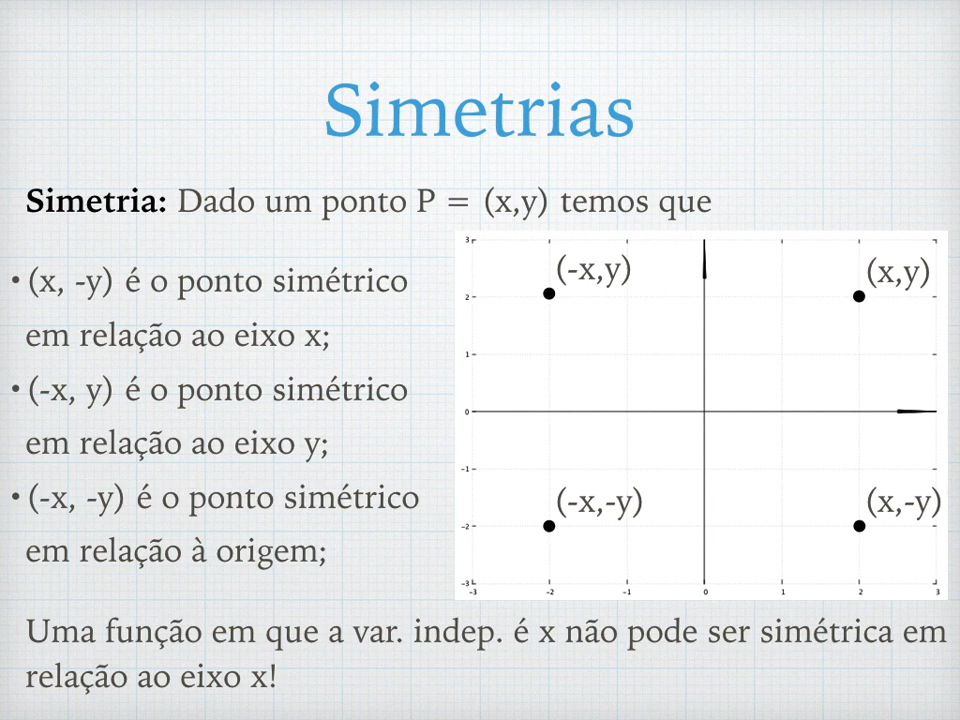 Simetrias
Simetria: Dado um ponto P = (x,y) temos que
• (x, -y) é o ponto simétrico
em relação ao eixo x;
• (-x, y) é o ponto simétrico
em relação ao eixo y;
• (-x, -y) é o ponto simétrico
em relação à origem;
3
(-x,y)
(x,y)
2
1
0
-1
(-x,-y)
(x,-y)
-2
-3
-3 -2 -1 0 1 2 3
Uma função em que a var. indep. é x não pode ser simétrica em
relação ao eixo x!